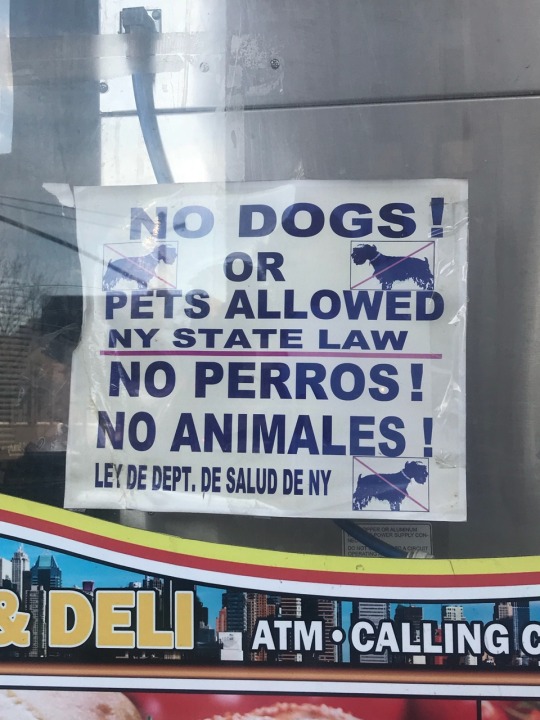 NO DOGS!
OR
PETS ALLOWED
NY STATE LAW
NO PERROS!
NO ANIMALES!
LEY DE DEPT. DE SALUD DE NY
& DELI
ATM • CALLING C